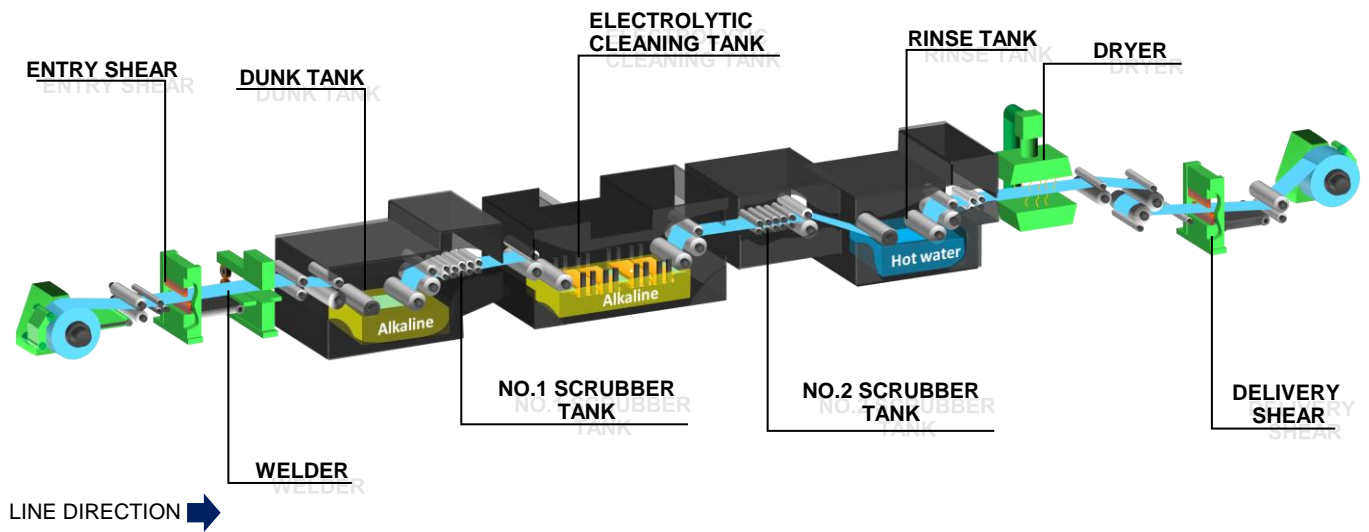 ELECTROLYTIC
CLEANING TANK
RINSE TANK
DRYER
ENTRY SHEAR
DUNK TANK
Hot water
Alkaline
Alkaline
NO.1 SCRUBBER
TANK
NO.2 SCRUBBER
TANK
DELIVERY
SHEAR
WELDER
LINE DIRECTION